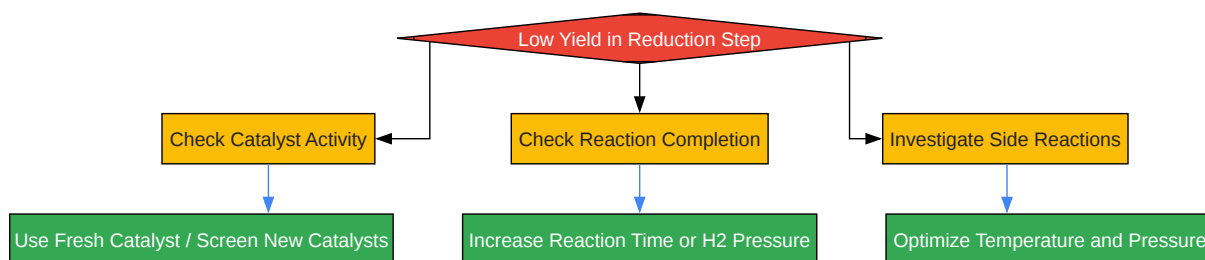 Low Yield in Reduction Step
Check Catalyst Activity
Check Reaction Completion
Investigate Side Reactions
Use Fresh Catalyst / Screen New Catalysts
Increase Reaction Time or H2 Pressure
Optimize Temperature and Pressure